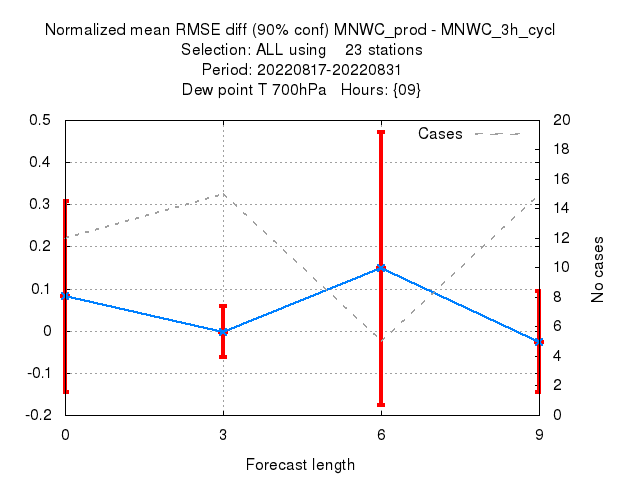 Normalized mean RMSE diff (90% conf) MNWC_prod - MNWC_3h_cycl
Selection: ALL using    23 stations
Period: 20220817-20220831
Dew point T 700hPa   Hours: {09}
0.5
0.4
0.3
0.2
0.1
0
-0.1
-0.2
Cases
20
18
16
14
12
10
8
6
4
2
0
No cases
0 3 6 9
Forecast length